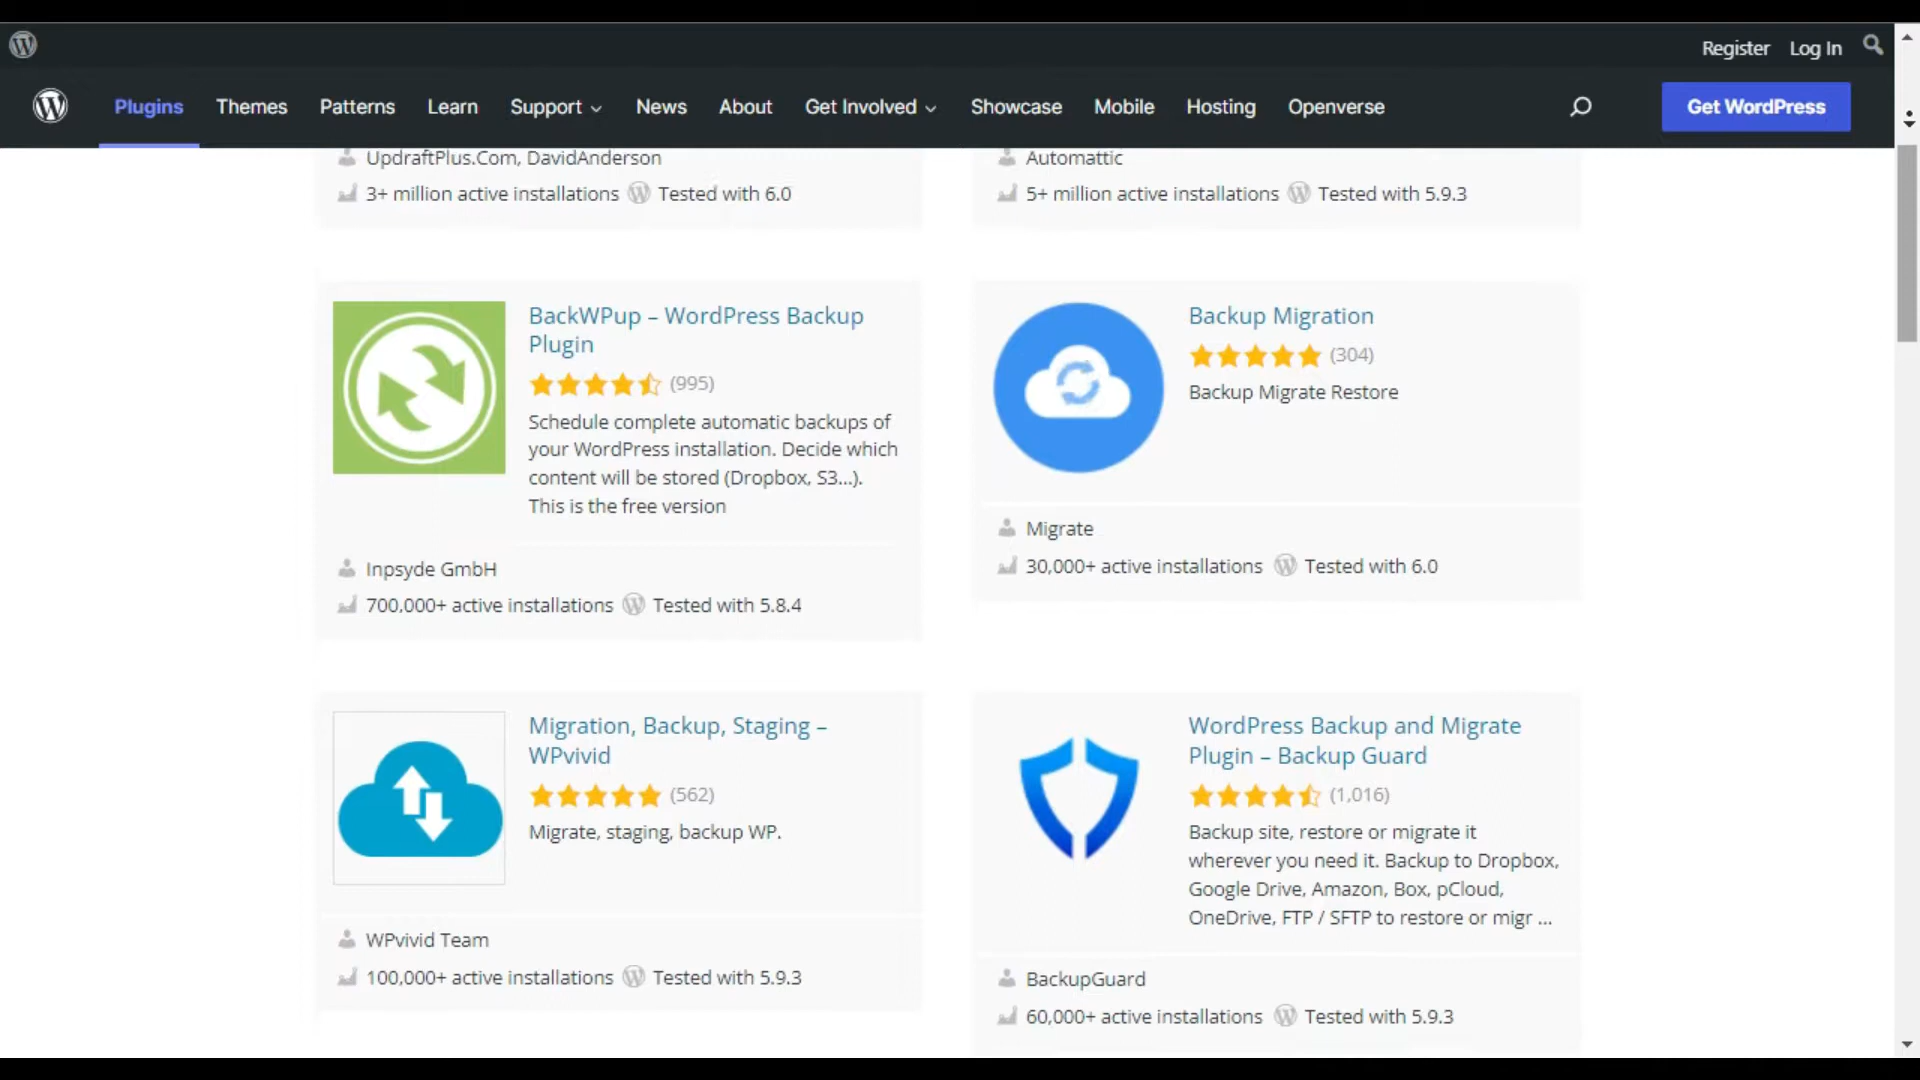 Register Log In
Plugins Themes Patterns Learn Support News About Get Involved Showcase Mobile Hosting Openverse Get WordPress
UpdraftPlus.Com, DavidAnderson
3+ million active installations Tested with 6.0
Automattic
5+ million active installations Tested with 5.9.3
BackWPup – WordPress Backup
Plugin
(995)
Schedule complete automatic backups of
your WordPress installation. Decide which
content will be stored (Dropbox, S3...).
This is the free version
Inpsyde GmbH
700,000+ active installations Tested with 5.8.4
Backup Migration
(304)
Backup Migrate Restore
Migrate
30,000+ active installations Tested with 6.0
Migration, Backup, Staging –
WPvivid
(562)
Migrate, staging, backup WP.
WPvivid Team
100,000+ active installations Tested with 5.9.3
WordPress Backup and Migrate
Plugin – Backup Guard
(1,016)
Backup site, restore or migrate it
wherever you need it. Backup to Dropbox,
Google Drive, Amazon, Box, pCloud,
OneDrive, FTP / SFTP to restore or migr ...
BackupGuard
60,000+ active installations Tested with 5.9.3